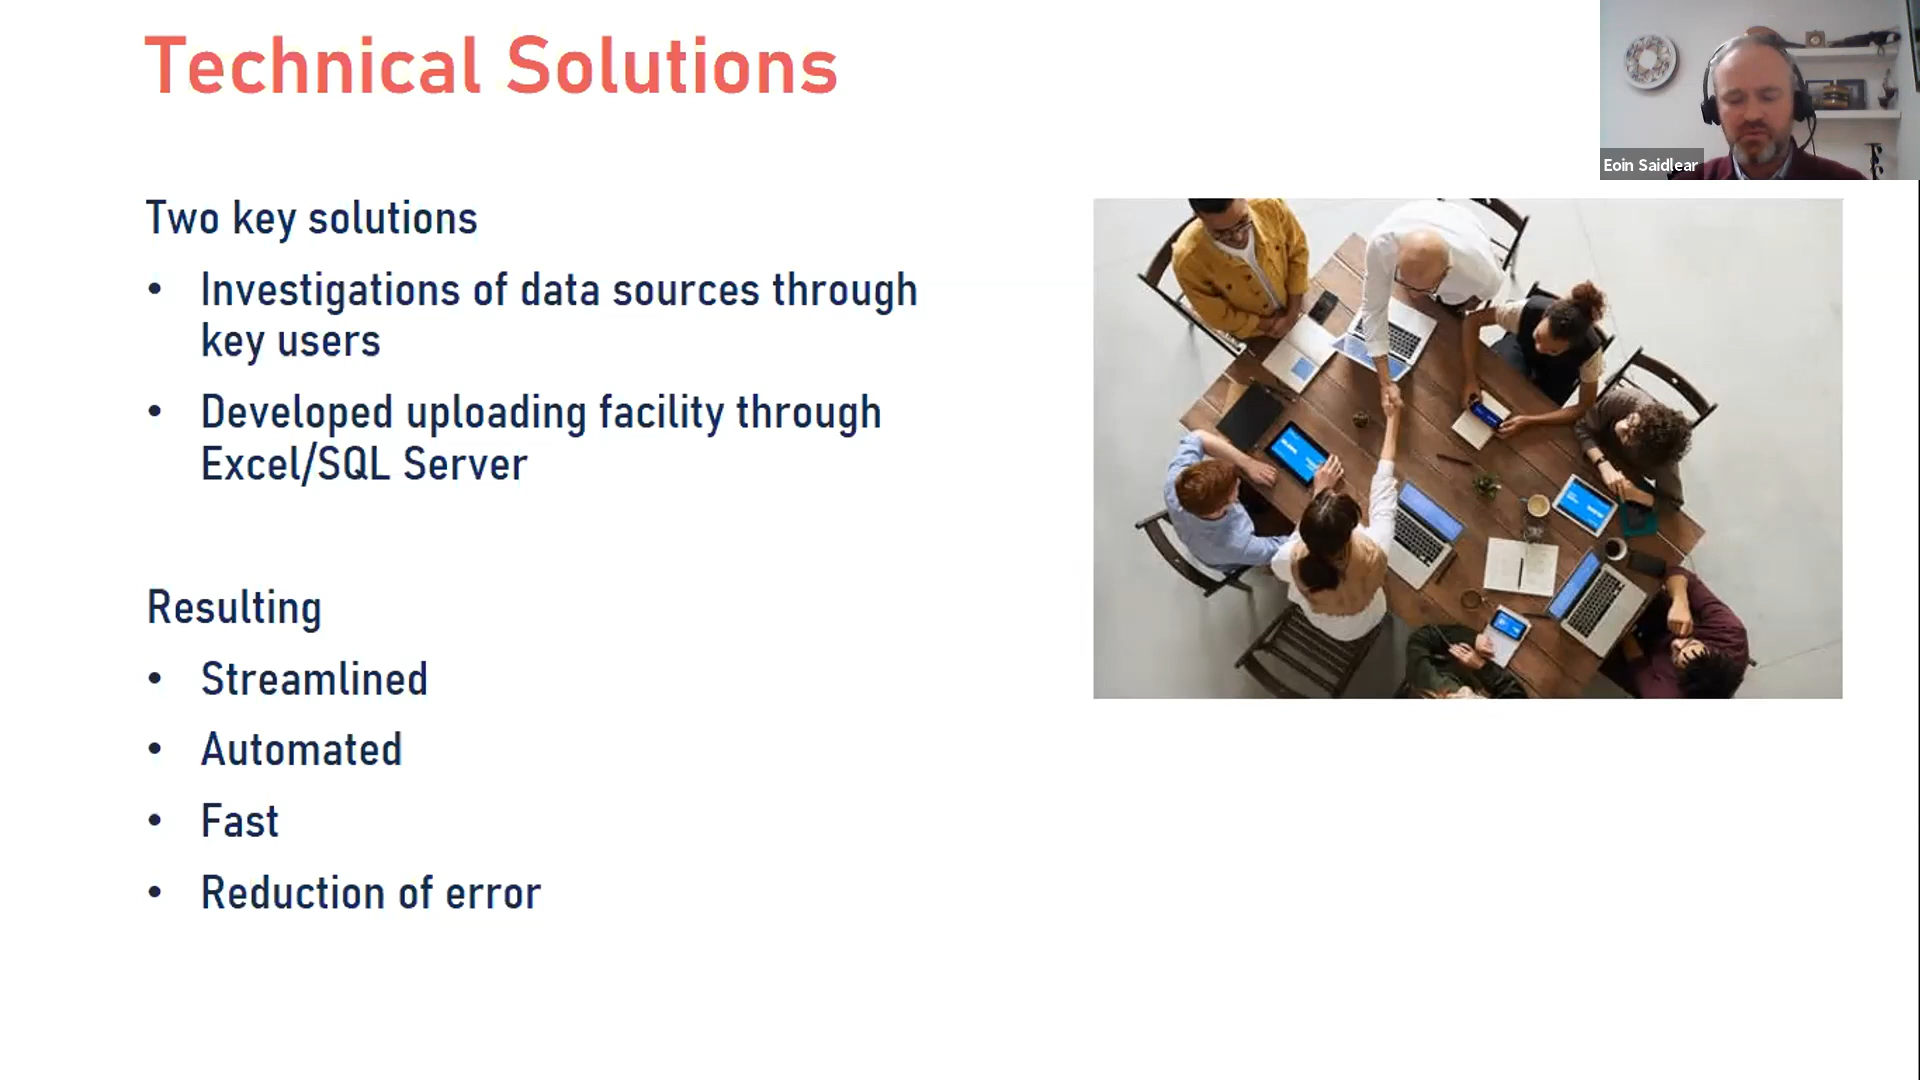 Technical Solutions
Eoin Saidlear
Two key solutions
• Investigations of data sources through
key users
• Developed uploading facility through
Excel/SQL Server
Resulting
• Streamlined
• Automated
• Fast
• Reduction of error